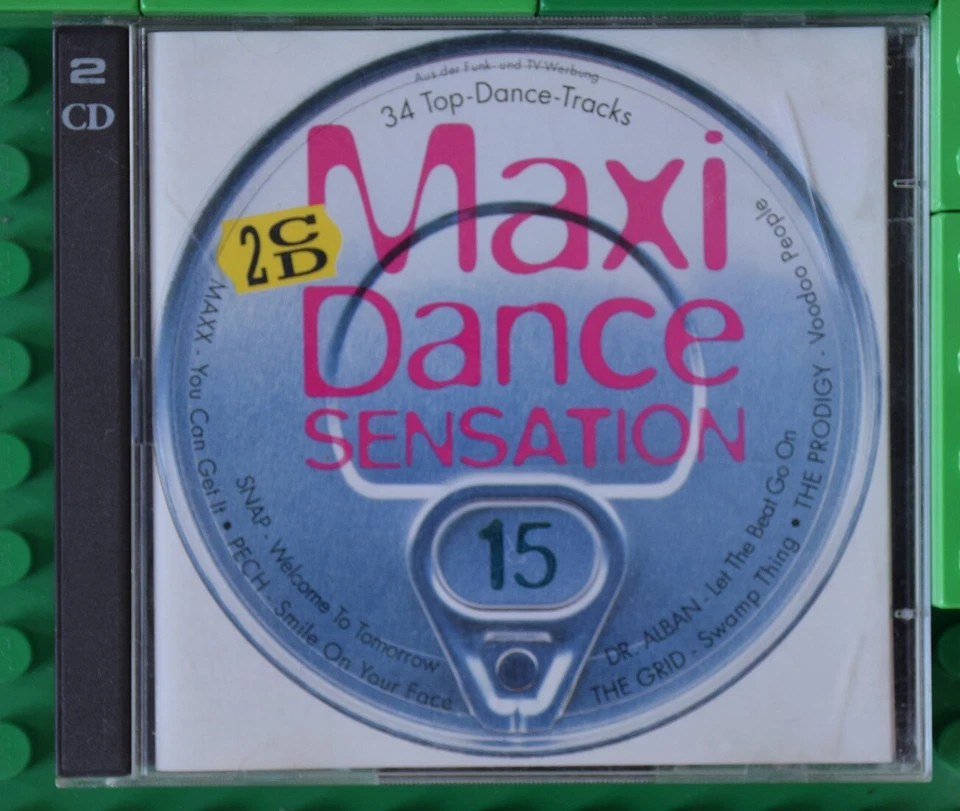 2
CD
Aus der Funk- und TV-Werbung
34 Top-Dance-Tracks
Maxi
2 CD
Dance
SENSATION
15
MAXX - You Can Get It • PECH - Smile On Your Face
SNAP - Welcome To Tomorrow
DR. ALBAN - Let The Beat Go On
THE GRID - Swamp Thing • THE PRODIGY - Voodoo People